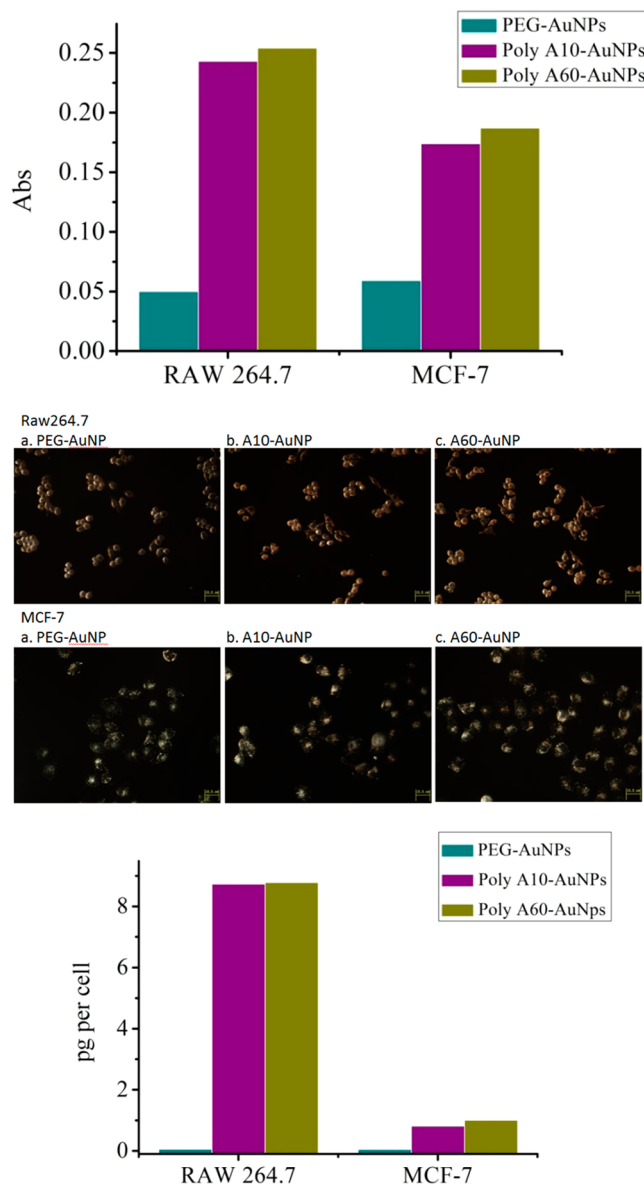 PEG-AuNPs
Poly A10-AuNPs
Poly A60-AuNPs
0.25
0.20
0.15
0.10
0.05
0.00
Abs
RAW 264.7 MCF-7
Raw264.7
a. PEG-AuNP b. A10-AuNP c. A60-AuNP
MCF-7
a. PEG-AuNP b. A10-AuNP c. A60-AuNP
PEG-AuNPs
Poly A10-AuNPs
Poly A60-AuNps
8
6
4
2
0
pg per cell
RAW 264.7 MCF-7